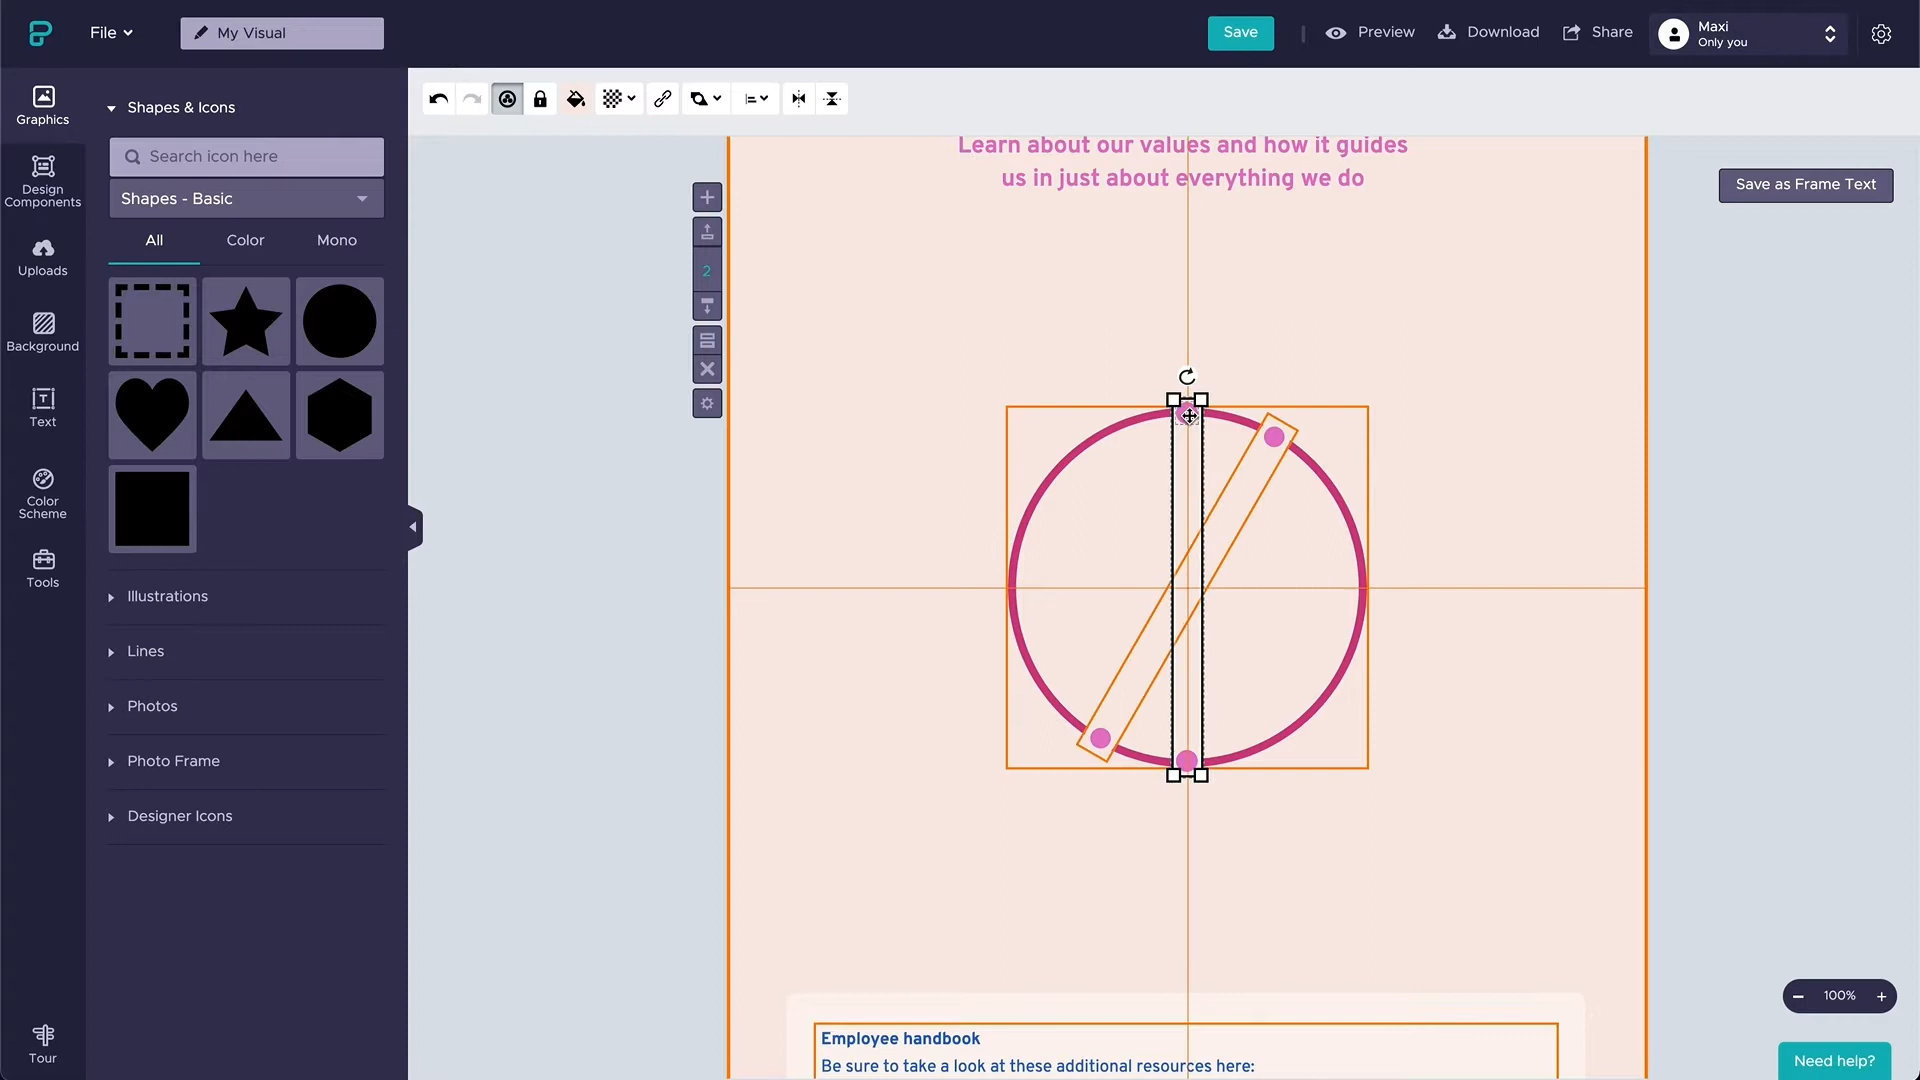 File
My Visual
Save
Preview
Download
Share
Maxi
Only you
Graphics
Design
Components
Uploads
Background
Text
Color
Scheme
Tools
Tour
Shapes & Icons
Search icon here
Shapes - Basic
All
Color
Mono
Illustrations
Lines
Photos
Photo Frame
Designer Icons
2
Learn about our values and how it guides
us in just about everything we do
Save as Frame Text
Employee handbook
Be sure to take a look at these additional resources here:
100%
Need help?